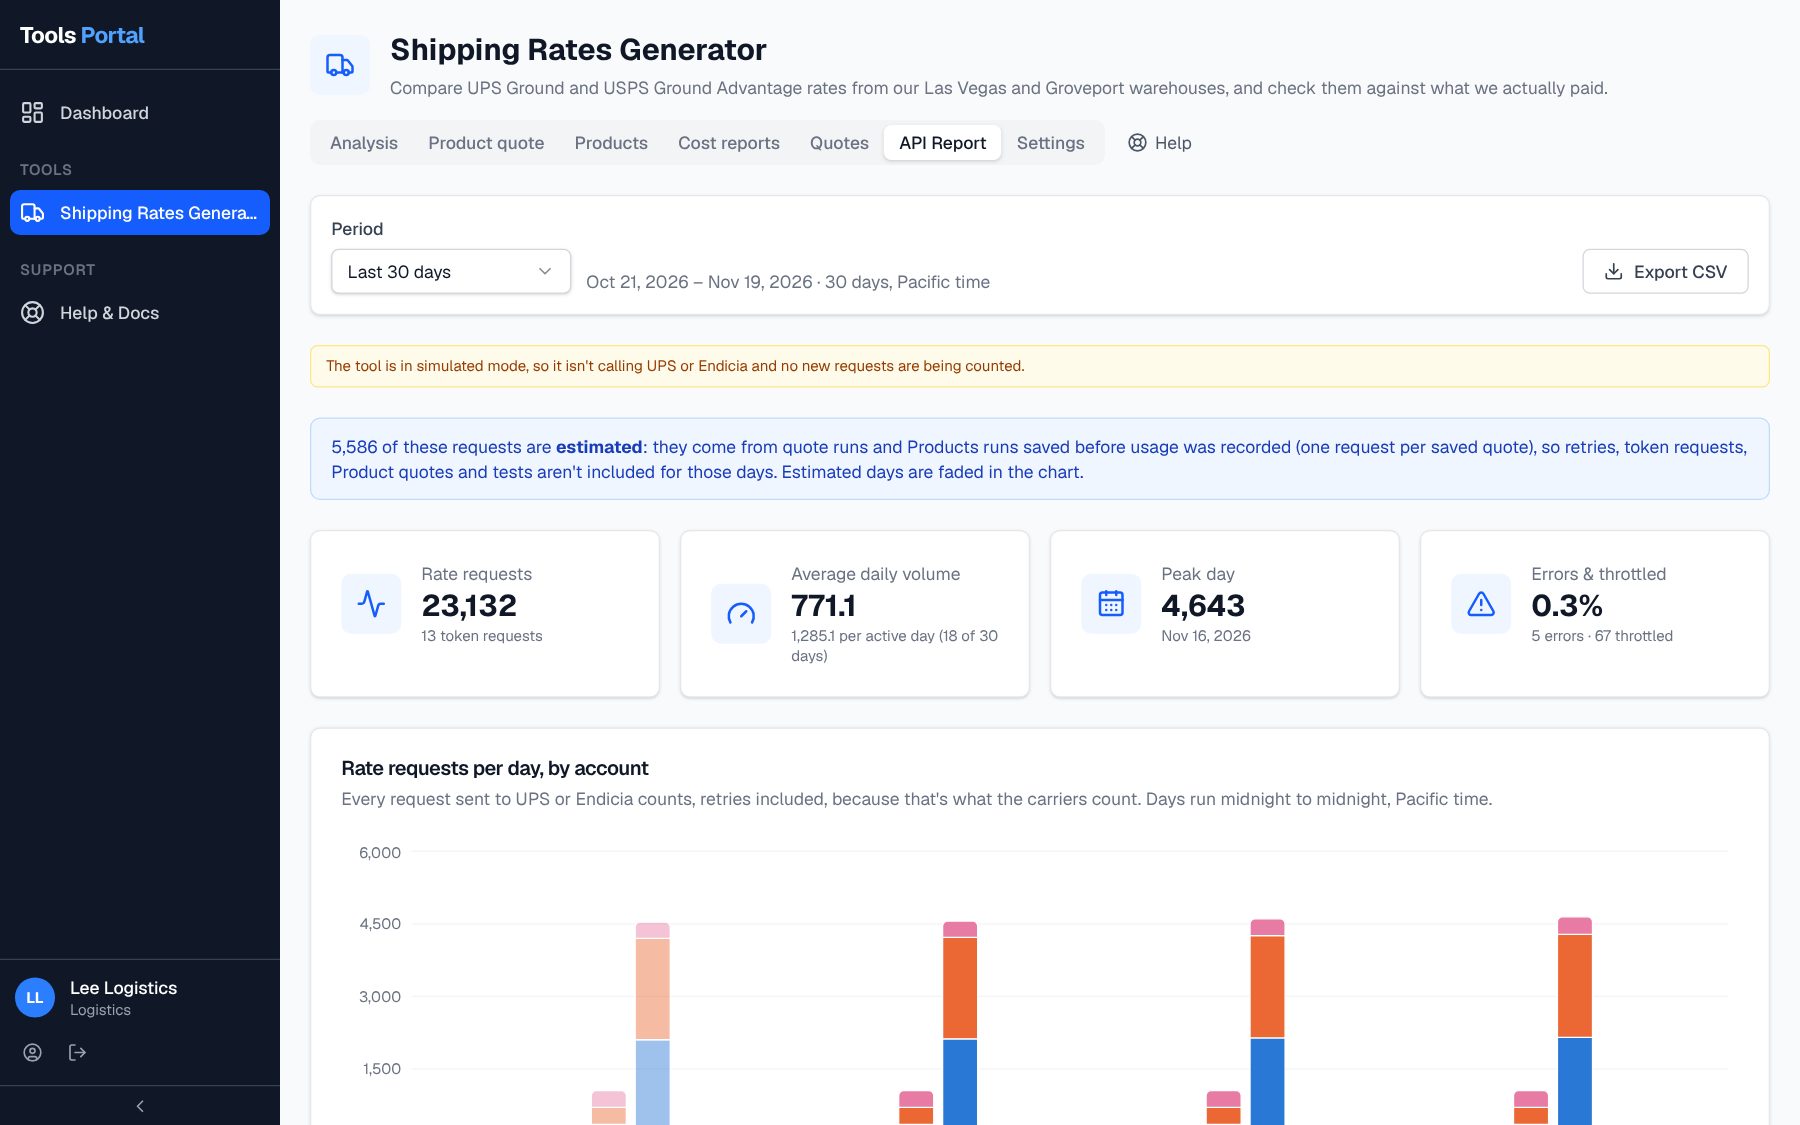 Tools Portal
Dashboard
TOOLS
Shipping Rates Genera...
SUPPORT
Help & Docs
LL
Lee Logistics
Logistics
Shipping Rates Generator
Compare UPS Ground and USPS Ground Advantage rates from our Las Vegas and Groveport warehouses, and check them against what we actually paid.
Analysis
Product quote
Products
Cost reports
Quotes
API Report
Settings
Help
Period
Last 30 days
Oct 21, 2026 – Nov 19, 2026 · 30 days, Pacific time
Export CSV
The tool is in simulated mode, so it isn't calling UPS or Endicia and no new requests are being counted.
5,586 of these requests are estimated: they come from quote runs and Products runs saved before usage was recorded (one request per saved quote), so retries, token requests,
Product quotes and tests aren't included for those days. Estimated days are faded in the chart.
Rate requests
23,132
13 token requests
Average daily volume
771.1
1,285.1 per active day (18 of 30
days)
Peak day
4,643
Nov 16, 2026
Errors & throttled
0.3%
5 errors · 67 throttled
Rate requests per day, by account
Every request sent to UPS or Endicia counts, retries included, because that's what the carriers count. Days run midnight to midnight, Pacific time.
6,000
4,500
3,000
1,500